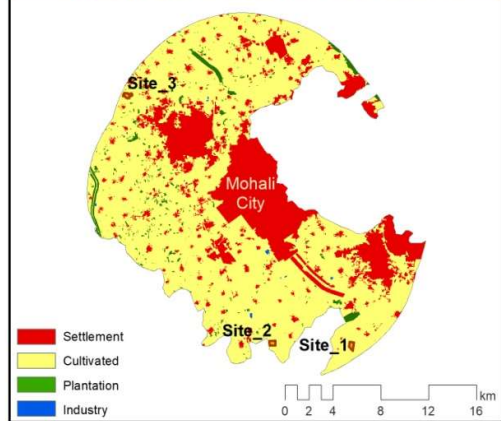 Site_3
Mohali
City
Site_2
Site_1
Settlement
Cultivated
Plantation
Industry
km
0 2 4 8 12 16